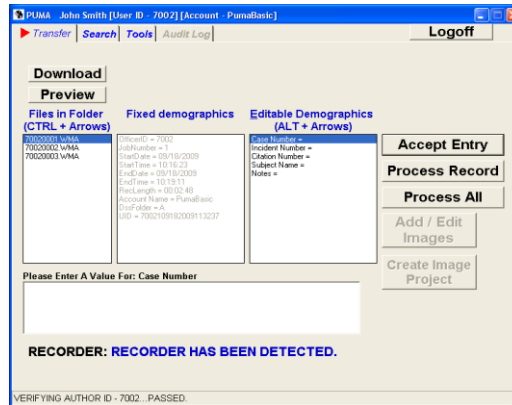 PUMA John Smith [User ID - 7002] [Account - PumaBasic]
Transfer Search Tools Audit Log
Logoff
Download
Preview
Files in Folder
(CTRL + Arrows)
70020001.WMA
70020002.WMA
70020003.WMA
Fixed demographics
OfficerID = 7002
JobNumber = 1
StartDate = 09/18/2009
StartTime = 10:16:23
EndDate = 09/18/2009
EndTime = 10:19:11
RecLength = 00:02:48
Account Name = PumaBasic
DssFolder = A
UID = 7002109182009113237
Editable Demographics
(ALT + Arrows)
Case Number =
Incident Number =
Citation Number =
Subject Name =
Notes =
Accept Entry
Process Record
Process All
Add / Edit
Images
Create Image
Project
Please Enter A Value For: Case Number
RECORDER: RECORDER HAS BEEN DETECTED.
VERIFYING AUTHOR ID - 7002...PASSED.